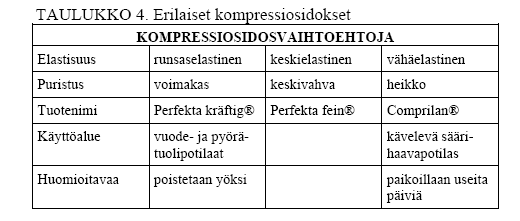 TAULUKKO 4. Erilaiset kompressiosidokset
KOMPRESSIOSIDOSVAIHTOEHTOJA
Elastisuus runsaselastinen keskielastinen vähäelastinen
Puristus voimakas keskivahva heikko
Tuotenimi Perfekta kräftig® Perfekta fein® Comprilan®
Käyttöalue vuode- ja pyörä- kävelevä sääri-
tuolipotilaat haavapotilas
Huomioitavaa poistetaan yöksi paikoillaan useita
päiviä